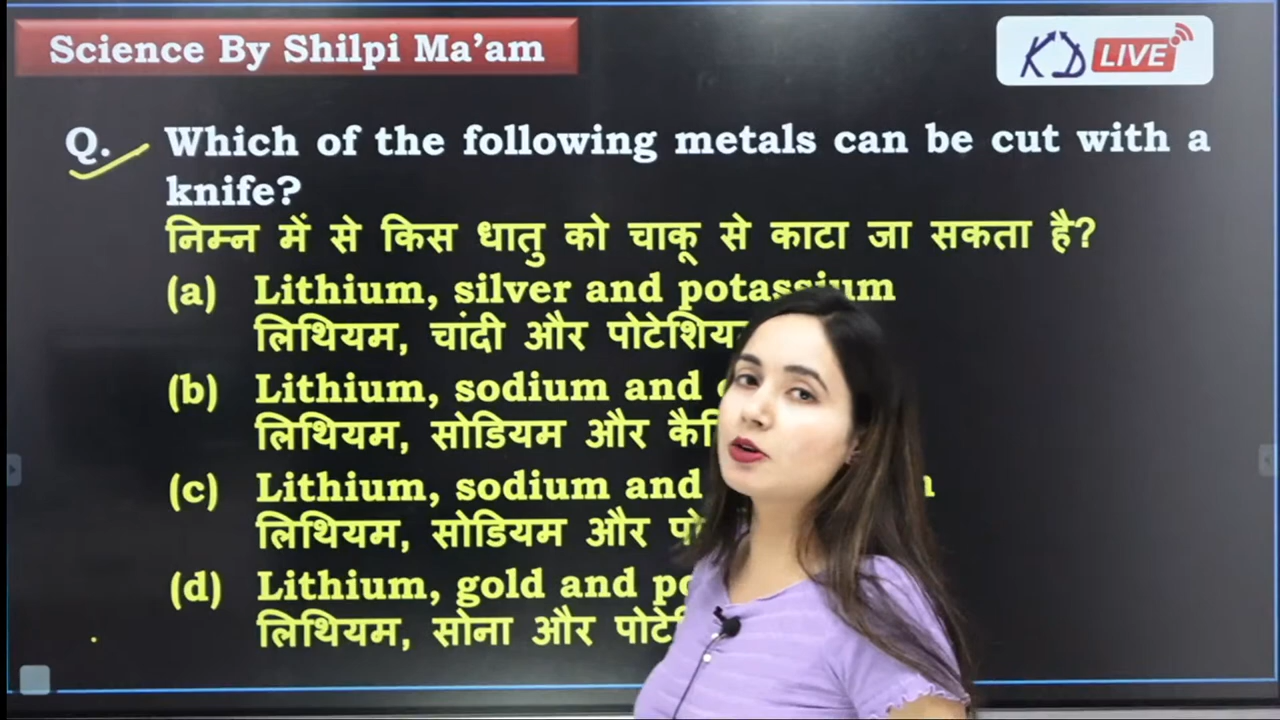 Science By Shilpi Ma’am
KD LIVE
Q. Which of the following metals can be cut with a
knife?
निम्न में से किस धातु को चाकू से काटा जा सकता है?
(a) Lithium, silver and potassium
लिथियम, चांदी और
(b) Lithium, sodium and
लिथियम, सोडियम और
(c) Lithium, sodium and
लिथियम, सोडियम और
(d) Lithium, gold and
लिथियम, सोना और